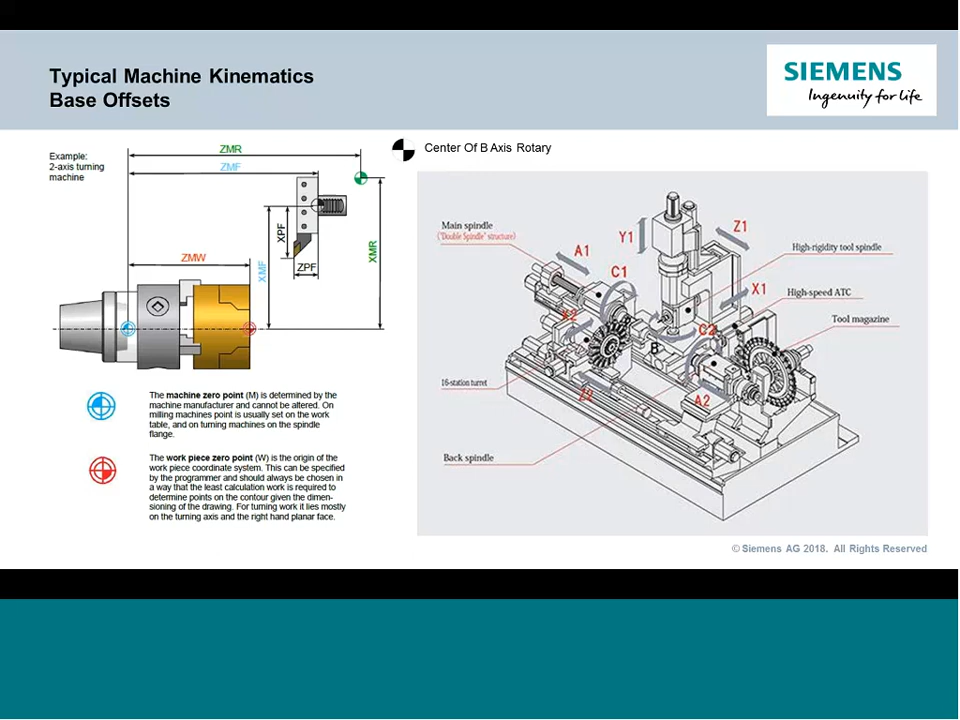 Typical Machine Kinematics
Base Offsets
SIEMENS
Ingenuity for life
Example:
2-axis turning
machine
ZMR
ZMF
XPF
ZPF
XMF
XMR
ZMW
The machine zero point (M) is determined by the
machine manufacturer and cannot be altered. On
milling machines point is usually set on the work
table, and on turning machines on the spindle
flange.
The work piece zero point (W) is the origin of the
work piece coordinate system. This can be specified
by the programmer and should always be chosen in
a way that the least calculation work is required to
determine points on the contour given the dimen-
sioning of the drawing. For turning work it lies mostly
on the turning axis and the right hand planar face.
Center Of B Axis Rotary
Main spindle
("Double Spindle" structure)
A1
C1
Y1
Z1
High-rigidity tool spindle
X1
High-speed ATC
Tool magazine
X2
B
C2
16-station turret
Z2
A2
Back spindle
© Siemens AG 2018. All Rights Reserved